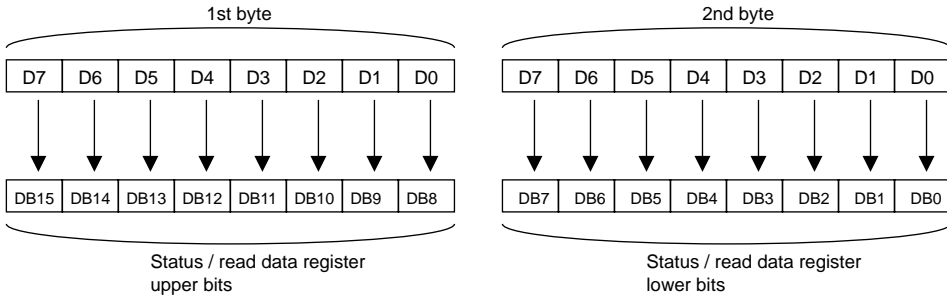 1st byte
2nd byte
D7 D6 D5 D4 D3 D2 D1 D0
D7 D6 D5 D4 D3 D2 D1 D0
DB15 DB14 DB13 DB12 DB11 DB10 DB9 DB8
DB7 DB6 DB5 DB4 DB3 DB2 DB1 DB0
Status / read data register
upper bits
Status / read data register
lower bits